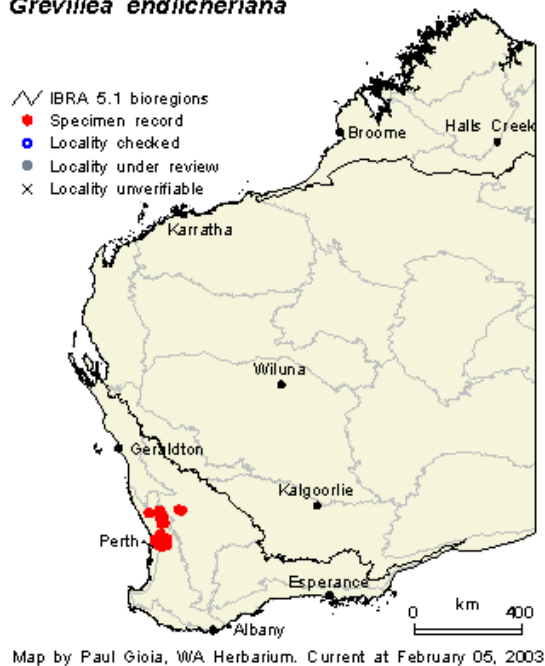 Grevillea endlicheriana
IBRA 5.1 bioregions
Specimen record
Locality checked
Locality under review
Locality unverifiable
Broome
Halls Creek
Karratha
Wiluna
Geraldton
Kalgoorlie
Perth
Esperance
Albany
km
0 400
Map by Paul Gioia, WA Herbarium. Current at February 05, 2003